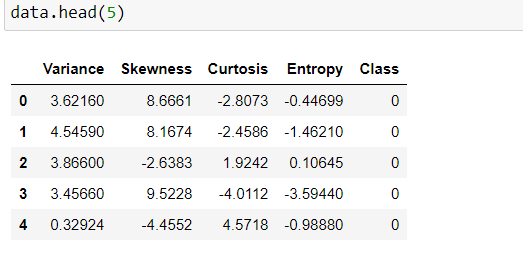 data.head(5)
Variance Skewness Curtosis Entropy Class
0 3.62160 8.6661 -2.8073 -0.44699 0
1 4.54590 8.1674 -2.4586 -1.46210 0
2 3.86600 -2.6383 1.9242 0.10645 0
3 3.45660 9.5228 -4.0112 -3.59440 0
4 0.32924 -4.4552 4.5718 -0.98880 0